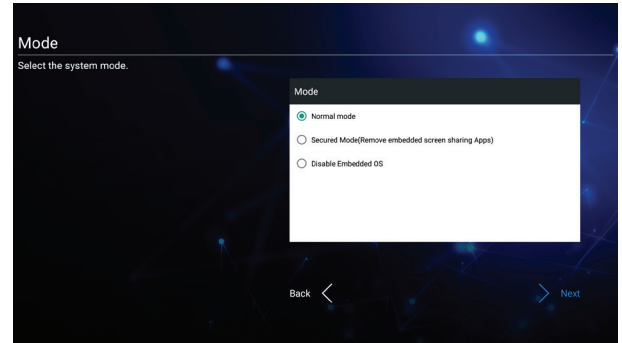 Mode
Select the system mode.
Mode
Normal mode
Secured Mode(Remove embedded screen sharing Apps)
Disable Embedded OS
Back
Next